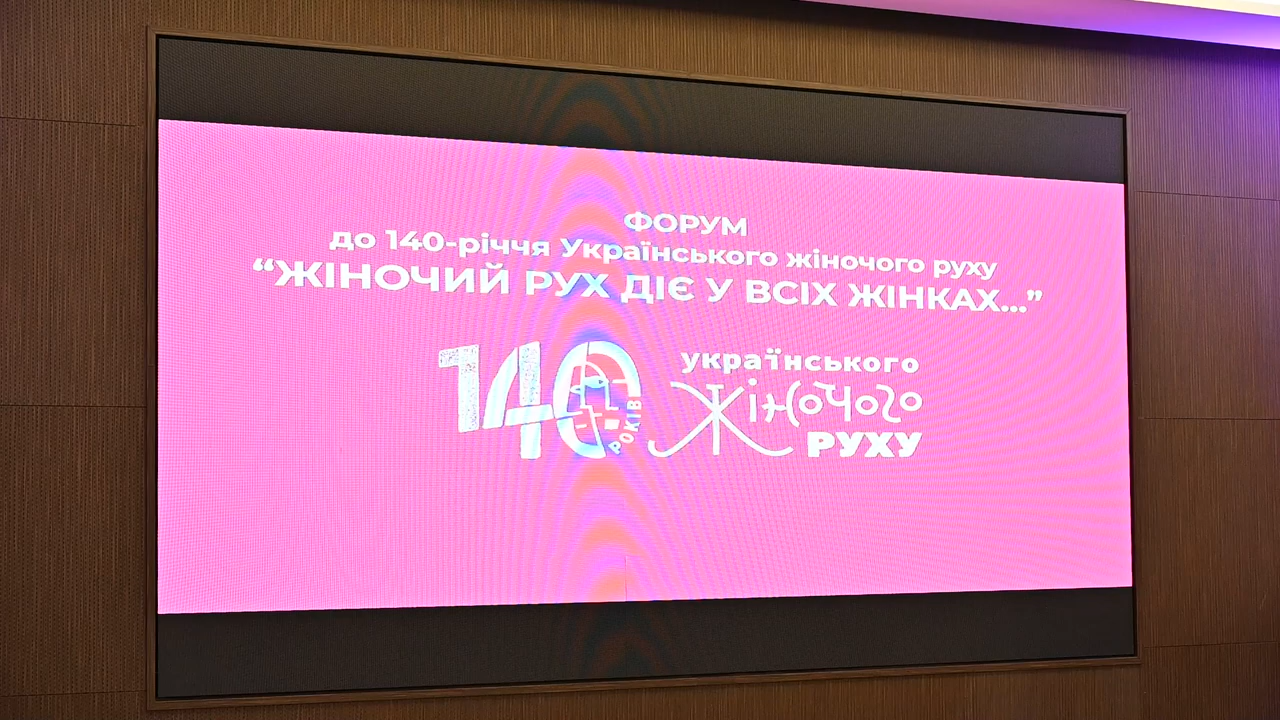 ФОРУМ
до 140-річчя Українського жіночого руху
“ЖІНОЧИЙ РУХ ДІЄ У ВСІХ ЖІНКАХ...”
140
РОКІВ
українського
жіночого
РУХУ